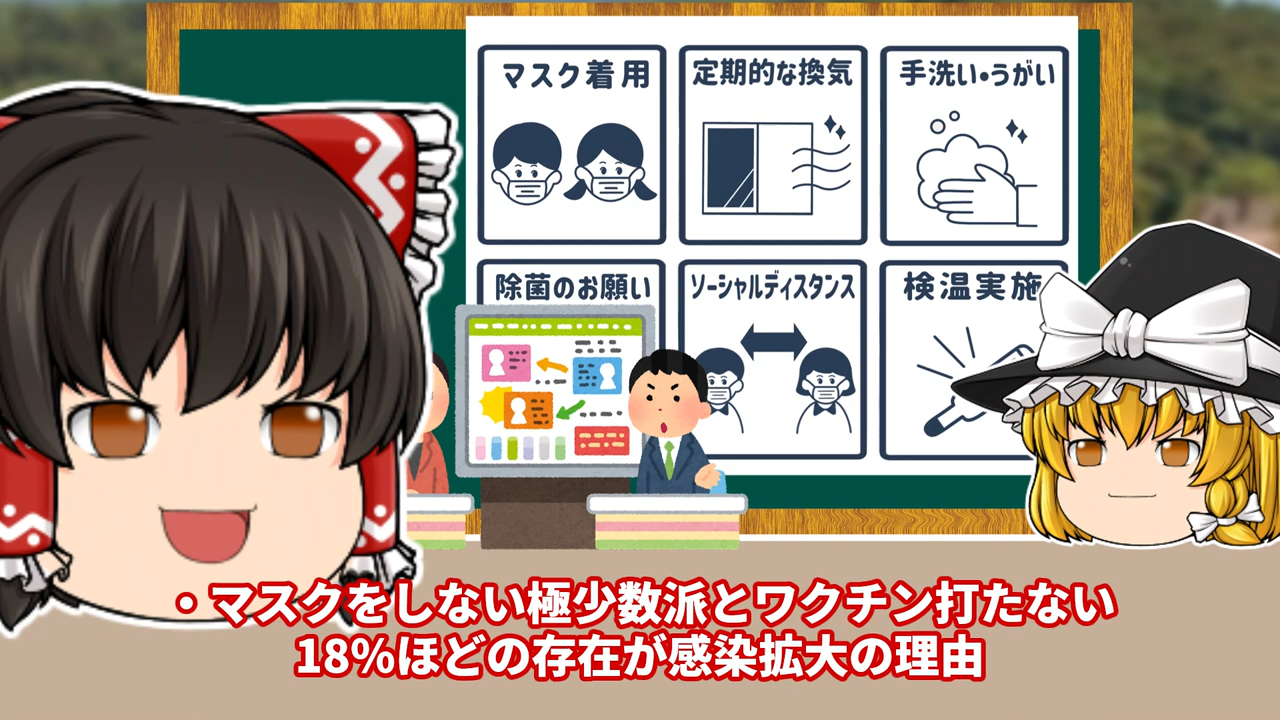 マスク着用
定期的な換気
手洗い・うがい
除菌のお願い
ソーシャルディスタンス
検温実施
・マスクをしない極少数派とワクチン打たない
18%ほどの存在が感染拡大の理由